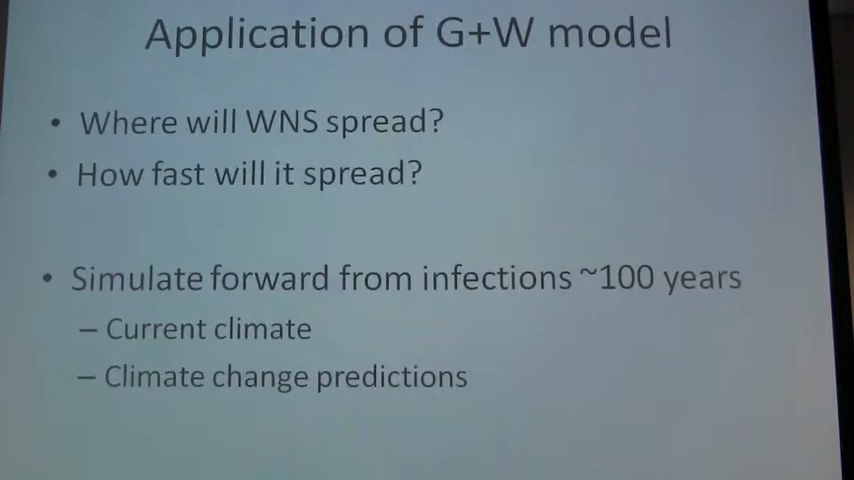 Application of G+W model
• Where will WNS spread?
• How fast will it spread?
• Simulate forward from infections ~100 years
– Current climate
– Climate change predictions